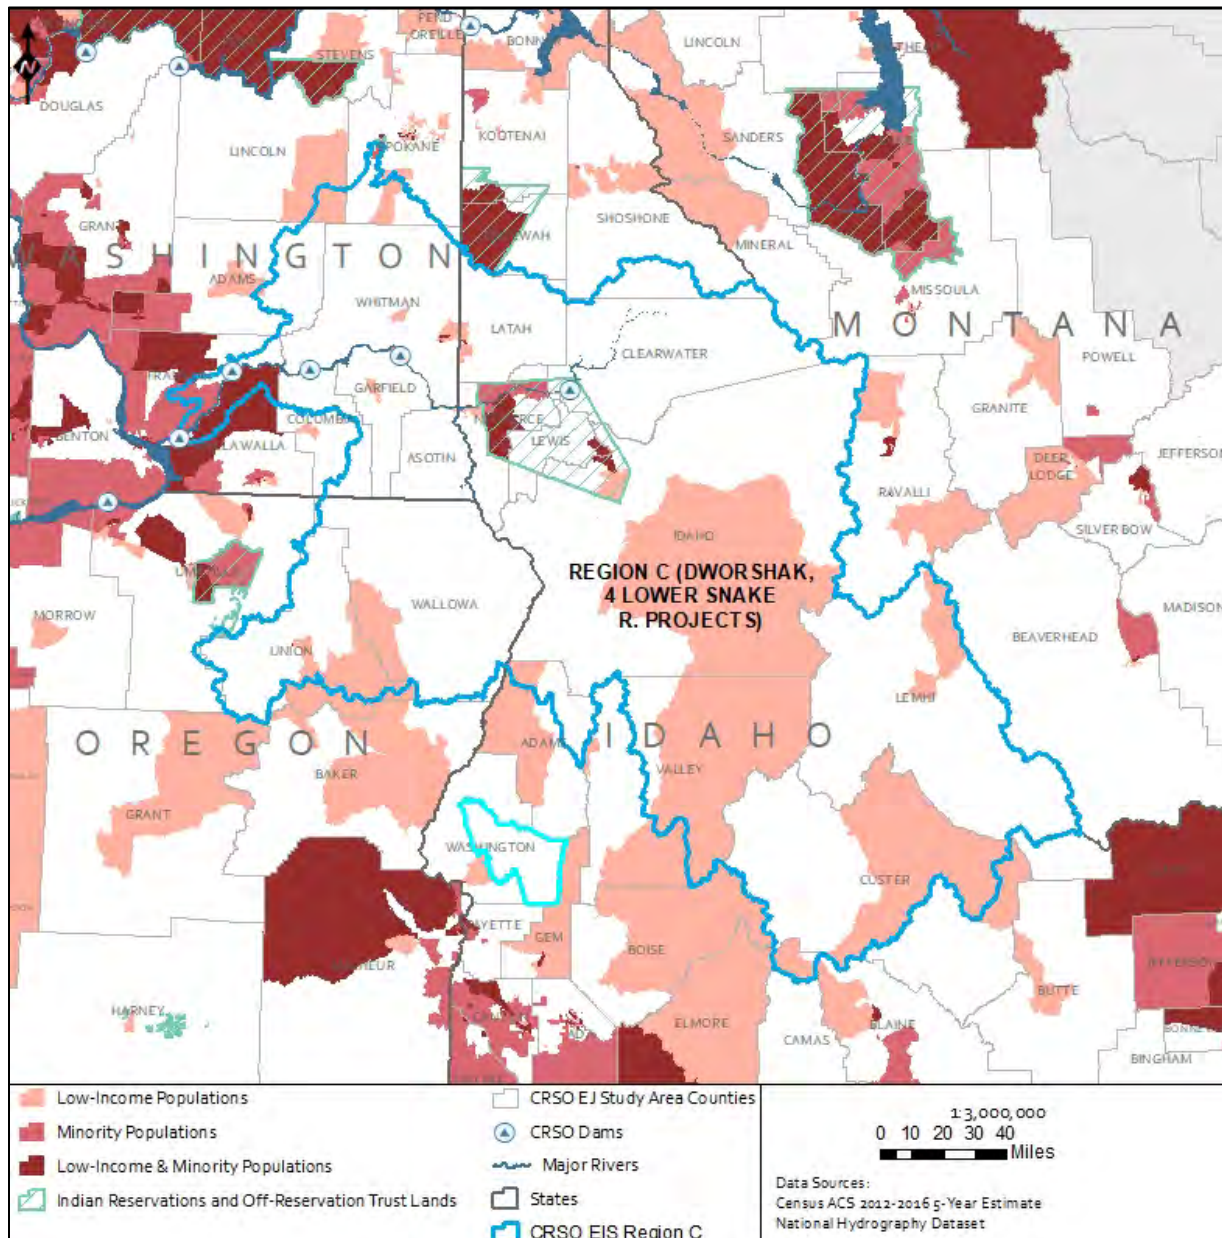 N
STEVENS
PEND
OREILLE
BONN
LINCOLN
DOUGLAS
LINCOLN
SPOKANE
KOOTENAI
SANDERS
SHOSHONE
MINERAL
GRAN
WASHINGTON
ADAMS
WHITMAN
LATAH
CLEARWATER
MISSOULA
MONTANA
POWELL
GRANITE
GARFIELD
COLUMB
FRA
BENTON
LAWALLA
ASOTIN
LEWIS
DEER
LODGE
JEFFERSON
RAVALLI
SILVER BOW
IDAHO
REGION C (DWORSHAK,
4 LOWER SNAKE
R. PROJECTS)
MORROW
WALLOWA
UNION
MADISON
BEAVERHEAD
LEMHI
OREGON
IDAHO
ADAMS
VALLEY
BAKER
GRANT
WASHINGTON
CUSTER
GEM
BOISE
HARNEY
ELMORE
CAMAS
BLAINE
BUTTE
JEFFERSON
BINGHAM
Low-Income Populations
Minority Populations
Low-Income & Minority Populations
Indian Reservations and Off-Reservation Trust Lands
CRSO EJ Study Area Counties
CRSO Dams
Major Rivers
States
CRSO EIS Region C
1:3,000,000
0 10 20 30 40
Miles
Data Sources:
Census ACS 2012-2016 5-Year Estimate
National Hydrography Dataset